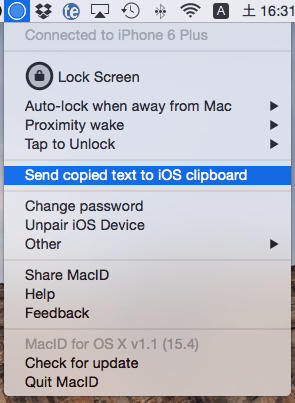 A 土 16:31
Connected to iPhone 6 Plus
Lock Screen
Auto-lock when away from Mac
Proximity wake
Tap to Unlock
Send copied text to iOS clipboard
Change password
Unpair iOS Device
Other
Share MacID
Help
Feedback
MacID for OS X v1.1 (15.4)
Check for update
Quit MacID